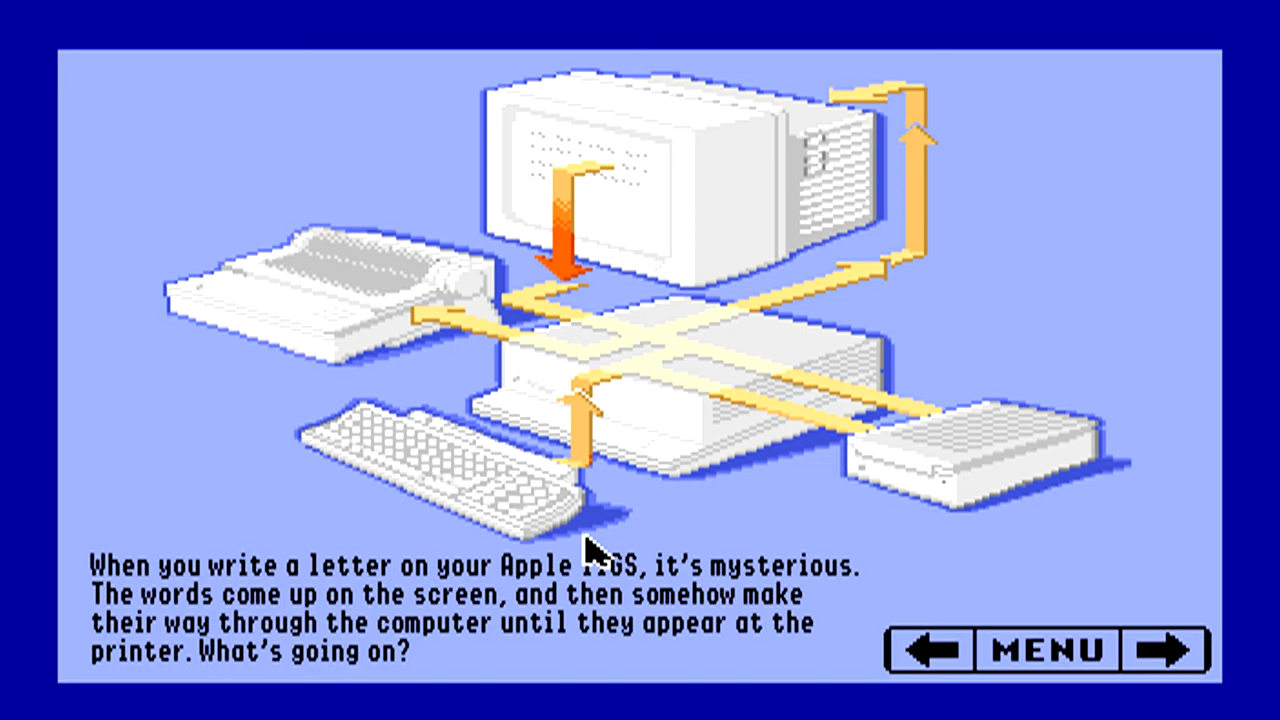 When you write a letter on your Apple GS, it's mysterious.
The words come up on the screen, and then somehow make
their way through the computer until they appear at the
printer. What's going on?
MENU